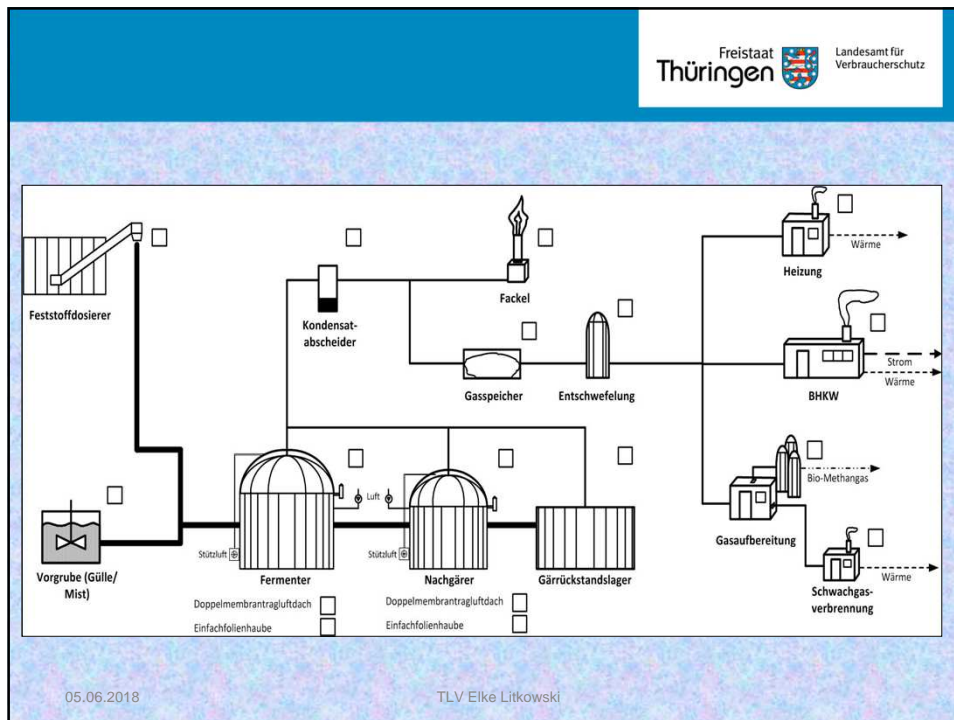 Freistaat
Thüringen
Landesamt für
Verbraucherschutz
Feststoffdosierer
Kondensat-
abscheider
Fackel
Heizung
Wärme
Gasspeicher
Entschwefelung
BHKW
Strom
Wärme
Vorgrube (Gülle/
Mist)
Stützluft
Fermenter
Luft
Stützluft
Nachgärer
Gärrückstandslager
Gasaufbereitung
Bio-Methangas
Schwachgas-
verbrennung
Wärme
Doppelmembrantragluftdach
Einfachfolienhaube
Doppelmembrantragluftdach
Einfachfolienhaube
05.06.2018
TLV Elke Litkowski